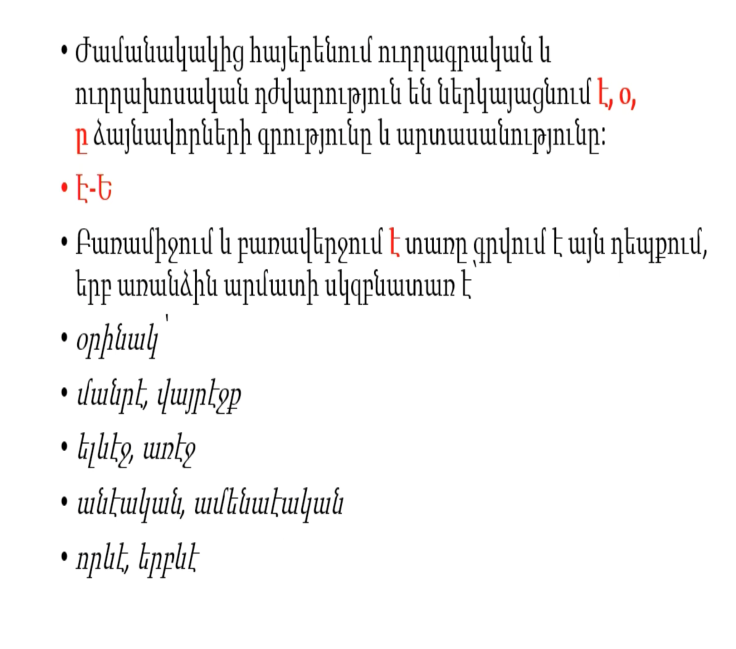 • Ժամանակակից հայերենում ուղղագրական և
ուղղախոսական դժվարություն են ներկայացնում է, օ,
ը ձայնավորների գրությունը և արտասանությունը:
• Է-Ե
• Բառամիջում և բառավերջում է տառը գրվում է այն դեպքում,
երբ առանձին արմատի սկզբնատառ է՝
• օրինակ՝
• մանրէ, վայրէջք
• ելևէջ, առէջ
• անէական, ամենաէական
• որևէ, երբևէ